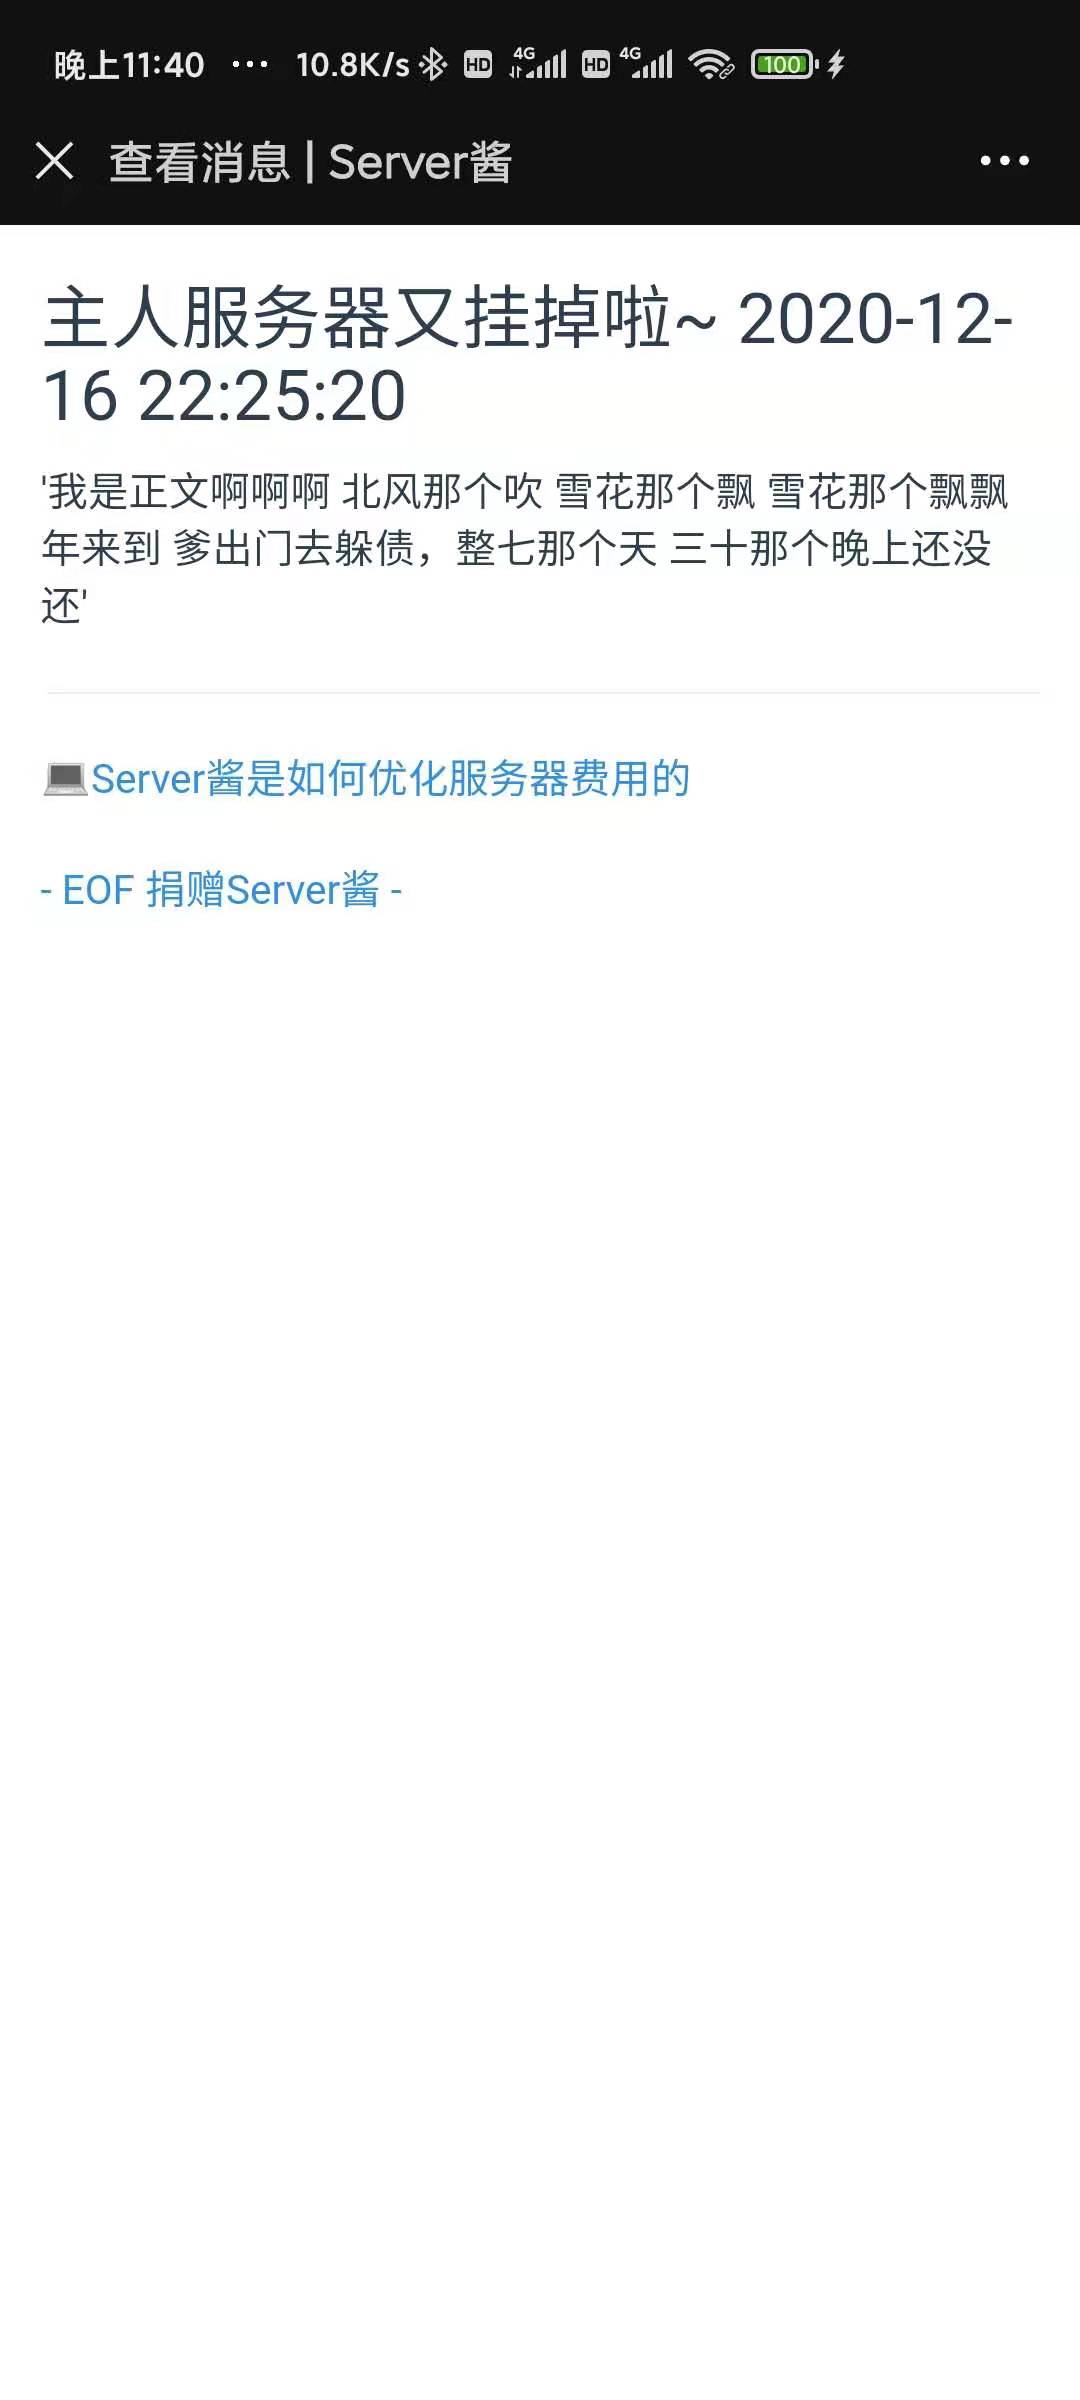 晚上11:40 ... 10.8K/s HD 4G HD 4G 100
查看消息 | Server酱
主人服务器又挂掉啦~ 2020-12-
16 22:25:20
'我是正文啊啊啊 北风那个吹 雪花那个飘 雪花那个飘飘
年来到 爹出门去躲债，整七那个天 三十那个晚上还没
还'
💻Server酱是如何优化服务器费用的
- EOF 捐赠Server酱 -